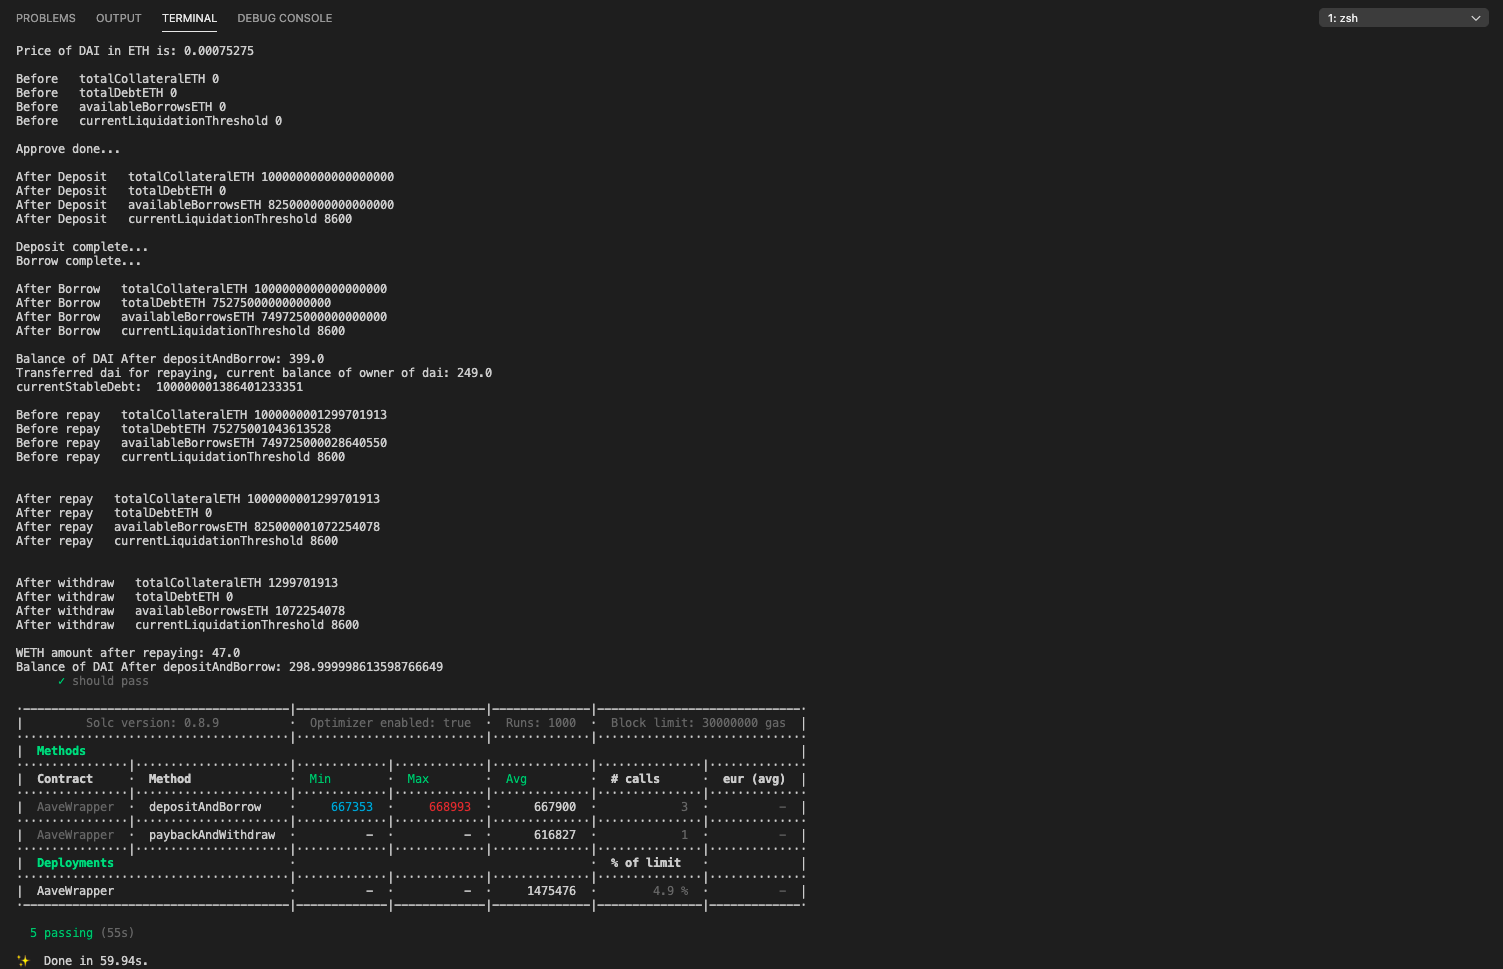 PROBLEMS OUTPUT TERMINAL DEBUG CONSOLE 1: zsh
Price of DAI in ETH is: 0.00075275
Before totalCollateralETH 0
Before totalDebtETH 0
Before availableBorrowsETH 0
Before currentLiquidationThreshold 0
Approve done...
After Deposit totalCollateralETH 1000000000000000000
After Deposit totalDebtETH 0
After Deposit availableBorrowsETH 825000000000000000
After Deposit currentLiquidationThreshold 8600
Deposit complete...
Borrow complete...
After Borrow totalCollateralETH 1000000000000000000
After Borrow totalDebtETH 75275000000000000
After Borrow availableBorrowsETH 749725000000000000
After Borrow currentLiquidationThreshold 8600
Balance of DAI After depositAndBorrow: 399.0
Transferred dai for repaying, current balance of owner of dai: 249.0
currentStableDebt: 100000001386401233351
Before repay totalCollateralETH 1000000001299701913
Before repay totalDebtETH 75275001043613528
Before repay availableBorrowsETH 749725000028640550
Before repay currentLiquidationThreshold 8600
After repay totalCollateralETH 1000000001299701913
After repay totalDebtETH 0
After repay availableBorrowsETH 825000001072254078
After repay currentLiquidationThreshold 8600
After withdraw totalCollateralETH 1299701913
After withdraw totalDebtETH 0
After withdraw availableBorrowsETH 1072254078
After withdraw currentLiquidationThreshold 8600
WETH amount after repaying: 47.0
Balance of DAI After depositAndBorrow: 298.999998613598766649
✓ should pass
Solc version: 0.8.9 · Optimizer enabled: true · Runs: 1000 · Block limit: 30000000 gas
Methods
Contract · Method · Min · Max · Avg · # calls · eur (avg)
AaveWrapper · depositAndBorrow · 667353 · 668993 · 667900 · 3 · -
AaveWrapper · paybackAndWithdraw · - · - · 616827 · 1 · -
Deployments · · % of limit ·
AaveWrapper · - · - · 1475476 · 4.9 % · -
5 passing (55s)
✨ Done in 59.94s.